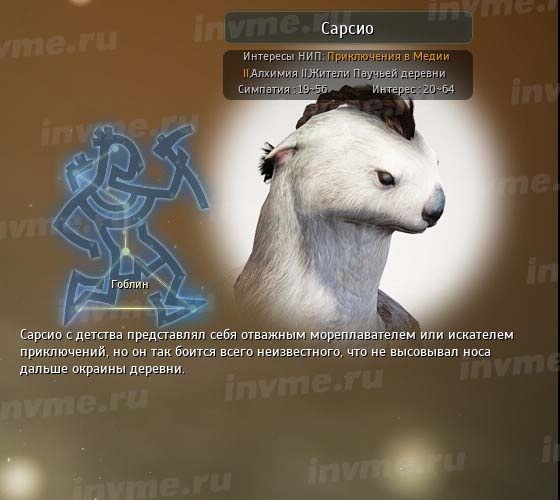 Сарсио
Интересы НИП: Приключения в Медии
II,Алхимия II,Жители Паучьей деревни
Симпатия : 19~56 Интерес : 20~64
Гоблин
Сарсио с детства представлял себя отважным мореплавателем или искателем
приключений, но он так боится всего неизвестного, что не высовывал носа
дальше окраины деревни.
invme.ru
invme.ru
invme.ru
invme.ru
invme.ru
invme.ru
invme.ru
invme.ru
invme.ru
invme.ru